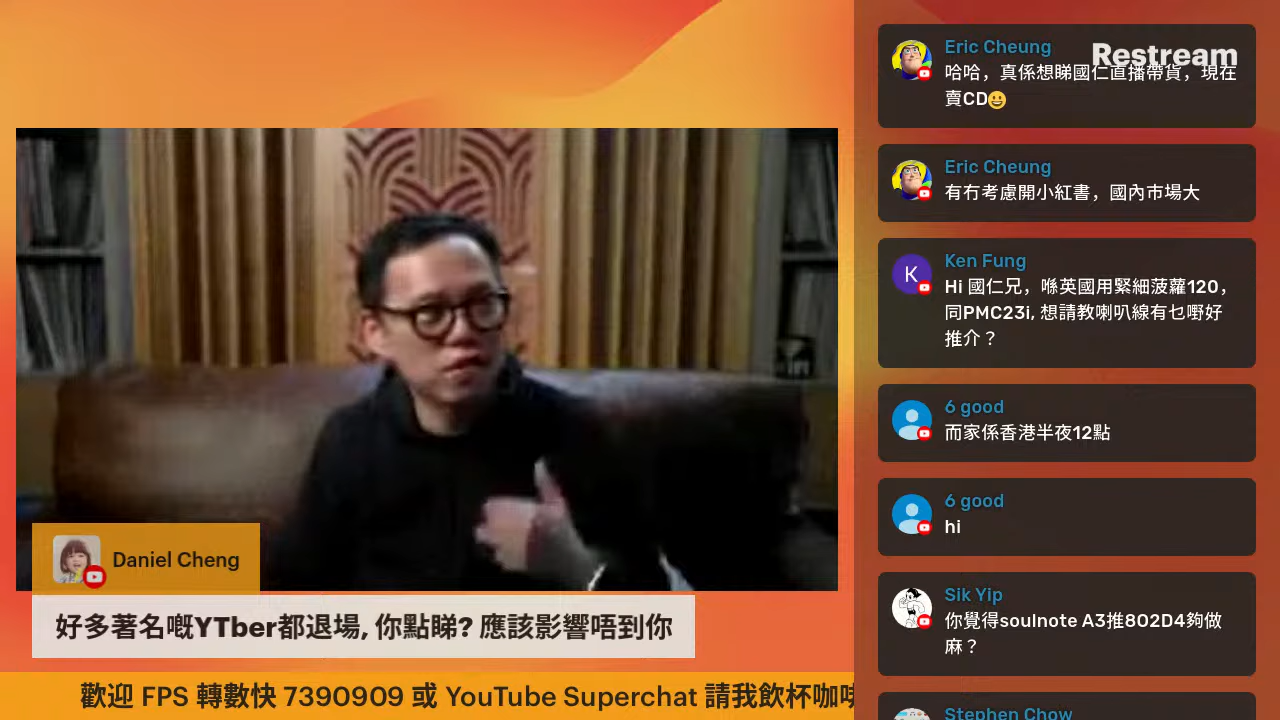 Daniel Cheng
好多著名嘅YTber都退場, 你點睇? 應該影響唔到你
歡迎 FPS 轉數快 7390909 或 YouTube Superchat 請我飲杯咖
Restream
Eric Cheung
哈哈，真係想睇國仁直播帶貨，現在
賣CD😀
Eric Cheung
有冇考慮開小紅書，國內市場大
K
Ken Fung
Hi 國仁兄，喺英國用緊細菠蘿120，
同PMC23i, 想請教喇叭線有乜嘢好
推介？
6 good
而家係香港半夜12點
6 good
hi
Sik Yip
你覺得soulnote A3推802D4夠做
麻？
Stephen Chow